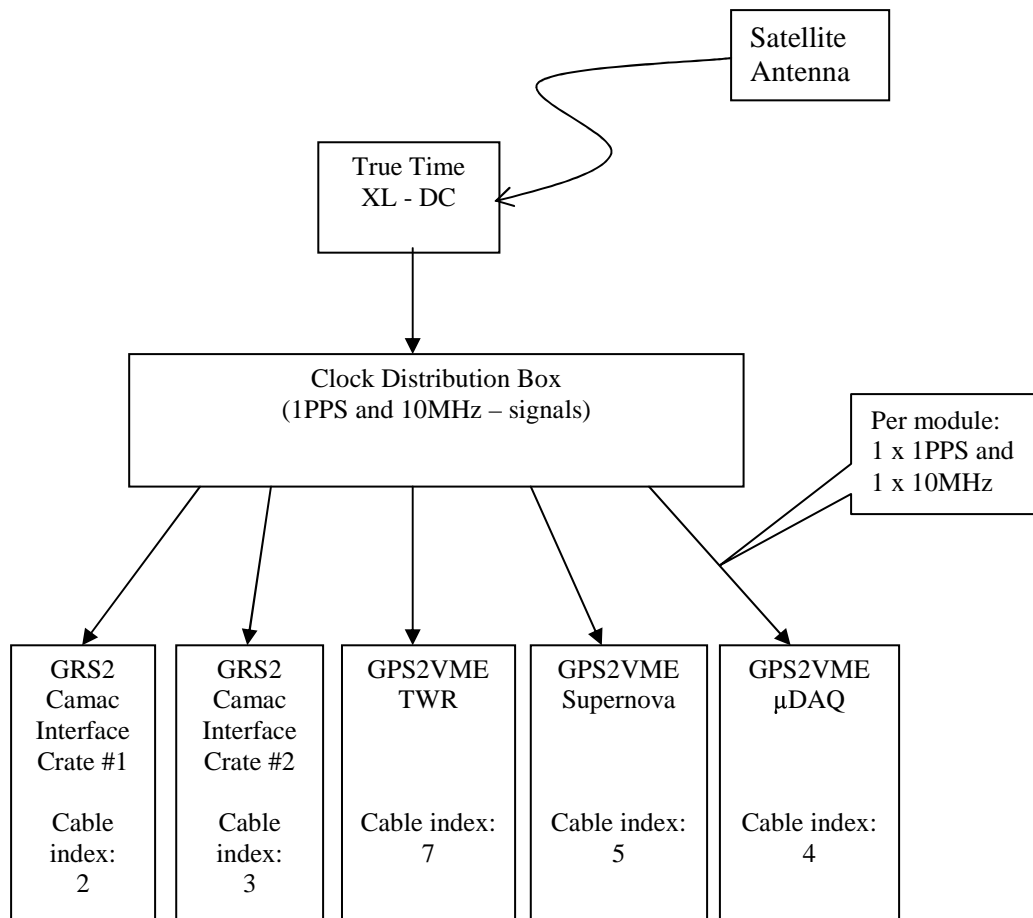 Satellite
Antenna
True Time
XL - DC
Clock Distribution Box
(1PPS and 10MHz – signals)
Per module:
1 x 1PPS and
1 x 10MHz
GRS2
Camac
Interface
Crate #1
Cable
index:
2
GRS2
Camac
Interface
Crate #2
Cable
index:
3
GPS2VME
TWR
Cable index:
7
GPS2VME
Supernova
Cable index:
5
GPS2VME
µDAQ
Cable index:
4